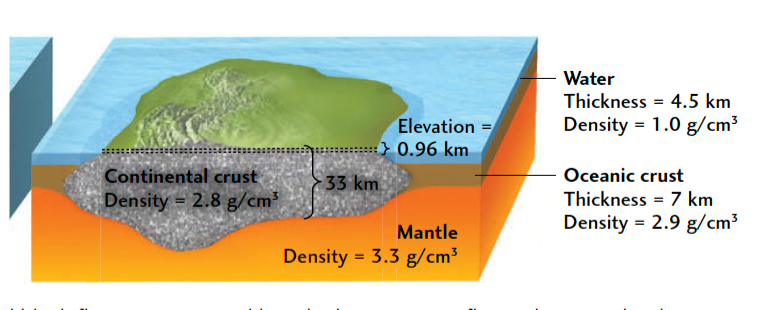 Water
Thickness = 4.5 km
Density = 1.0 g/cm³
Elevation =
0.96 km
Continental crust
Density = 2.8 g/cm³
33 km
Oceanic crust
Thickness = 7 km
Density = 2.9 g/cm³
Mantle
Density = 3.3 g/cm³